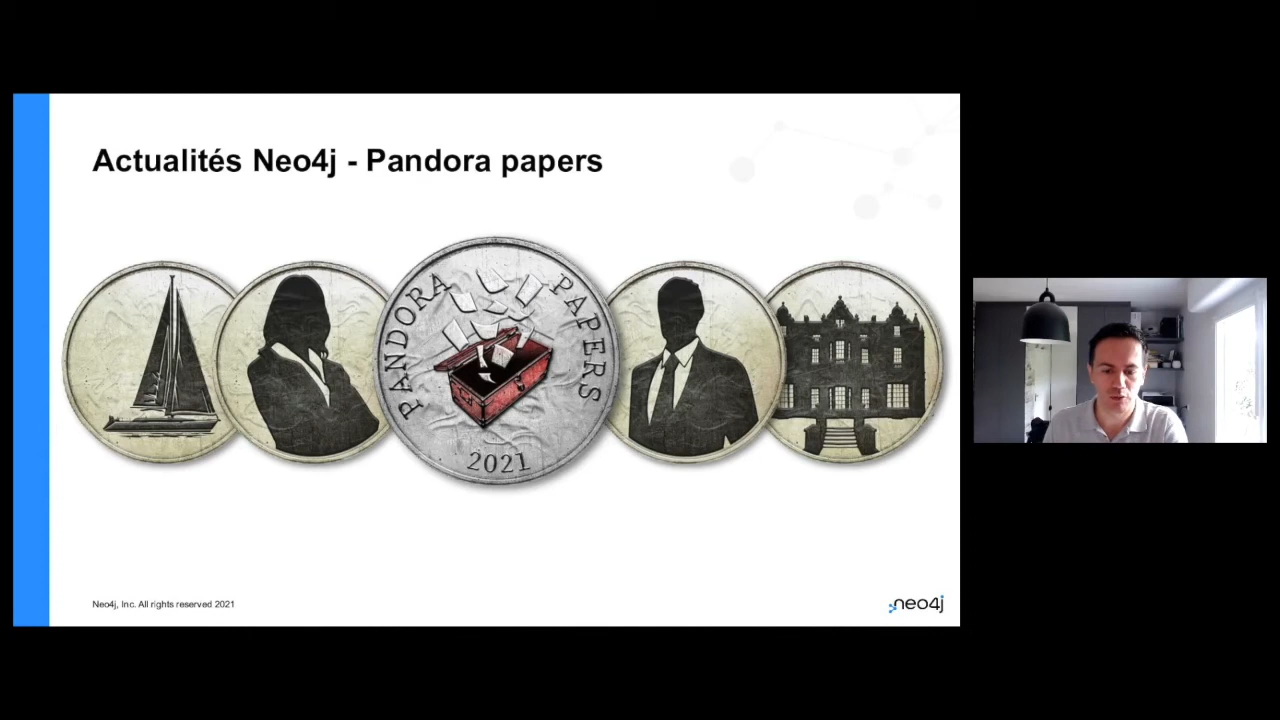 Actualités Neo4j - Pandora papers
PANDORA PAPERS
2021
Neo4j, Inc. All rights reserved 2021
neo4j